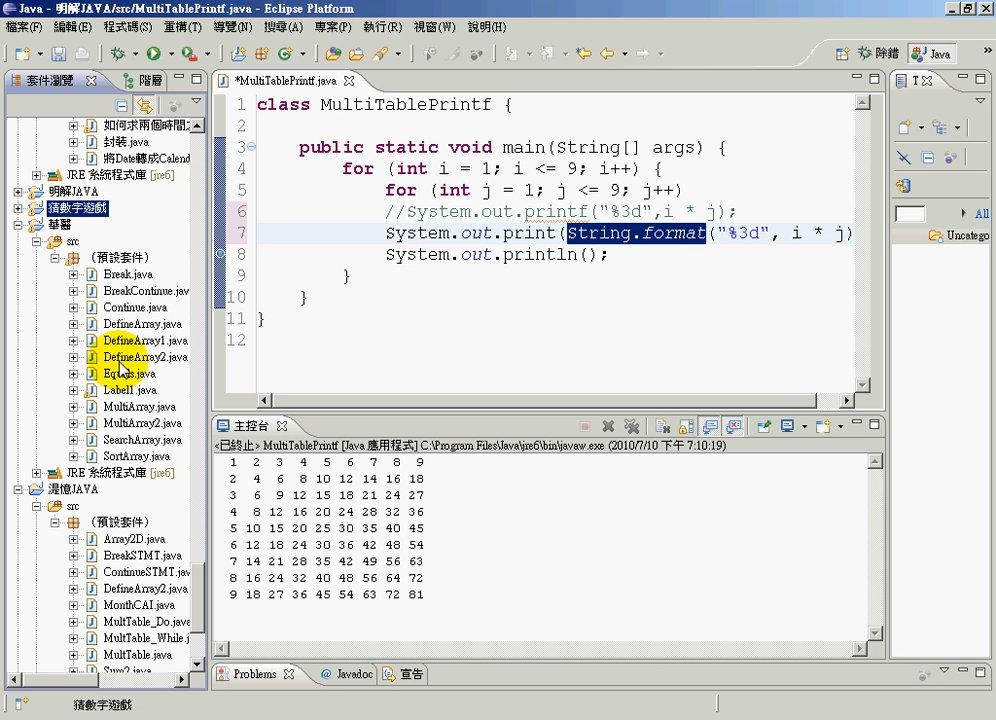 Java - 明解JAVA/src/MultiTablePrintf.java - Eclipse Platform
檔案(F) 編輯(E) 程式碼(S) 重構(T) 導覽(N) 搜尋(A) 專案(P) 執行(R) 視窗(W) 說明(H)
除錯 Java
套件瀏覽 階層
如何求兩個時間
封裝.java
將Date轉成Calend
JRE 系統程式庫 [jre6]
明解JAVA
猜數字遊戲
華醫
src
(預設套件)
Break.java
BreakContinue.jav
Continue.java
DefineArray.java
DefineArray1.java
DefineArray2.java
Equals.java
Label1.java
MultiArray.java
MultiArray2.java
SearchArray.java
SortArray.java
JRE 系統程式庫 [jre6]
湜憶JAVA
src
(預設套件)
Array2D.java
BreakSTMT.java
ContinueSTMT.jav
DefineArray2.java
MonthCAI.java
MultTable_Do.java
MultTable_While.j
MultTable.java
Sum2.java
*MultiTablePrintf.java
1 class MultiTablePrintf {
2
3 public static void main(String[] args) {
4 for (int i = 1; i <= 9; i++) {
5 for (int j = 1; j <= 9; j++)
6 //System.out.printf("%3d",i * j);
7 System.out.print(String.format("%3d", i * j)
8 System.out.println();
9 }
10 }
11 }
12
T
All
Uncatego
主控台
<已終止> MultiTablePrintf [Java 應用程式] C:\Program Files\Java\jre6\bin\javaw.exe (2010/7/10 下午 7:10:19)
1 2 3 4 5 6 7 8 9
2 4 6 8 10 12 14 16 18
3 6 9 12 15 18 21 24 27
4 8 12 16 20 24 28 32 36
5 10 15 20 25 30 35 40 45
6 12 18 24 30 36 42 48 54
7 14 21 28 35 42 49 56 63
8 16 24 32 40 48 56 64 72
9 18 27 36 45 54 63 72 81
Problems @ Javadoc 宣告
猜數字遊戲